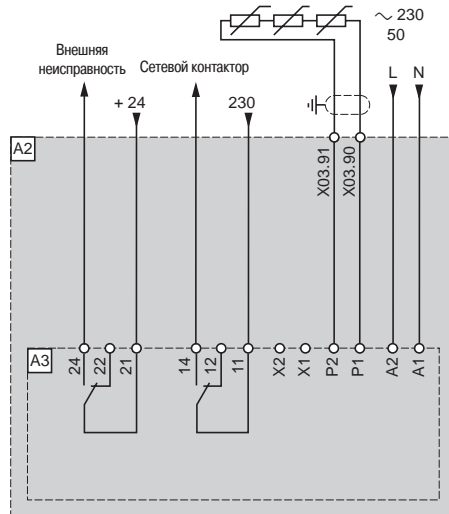 ∼ 230
50
Внешняя
неисправность
Сетевой контактор
L
N
+ 24
230
A2
X03.91
X03.90
A3
24
22
21
14
12
11
X2
X1
P2
P1
A2
A1